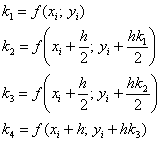 k₁ = f(xᵢ; yᵢ)
k₂ = f(xᵢ + h/2; yᵢ + hk₁/2)
k₃ = f(xᵢ + h/2; yᵢ + hk₂/2)
k₄ = f(xᵢ + h; yᵢ + hk₃)